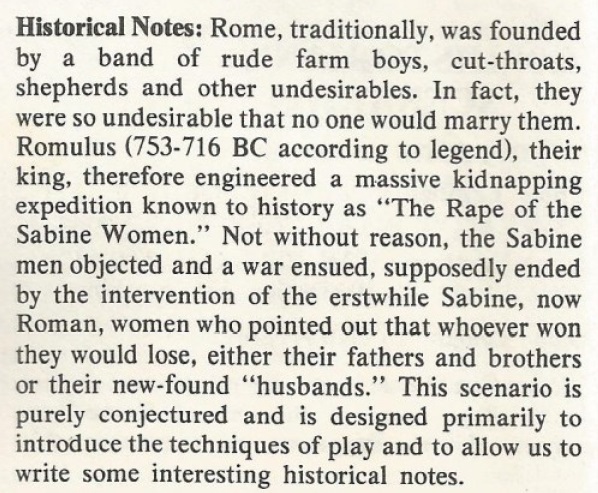 Historical Notes: Rome, traditionally, was founded
by a band of rude farm boys, cut-throats,
shepherds and other undesirables. In fact, they
were so undesirable that no one would marry them.
Romulus (753-716 BC according to legend), their
king, therefore engineered a massive kidnapping
expedition known to history as “The Rape of the
Sabine Women.” Not without reason, the Sabine
men objected and a war ensued, supposedly ended
by the intervention of the erstwhile Sabine, now
Roman, women who pointed out that whoever won
they would lose, either their fathers and brothers
or their new-found “husbands.” This scenario is
purely conjectured and is designed primarily to
introduce the techniques of play and to allow us to
write some interesting historical notes.